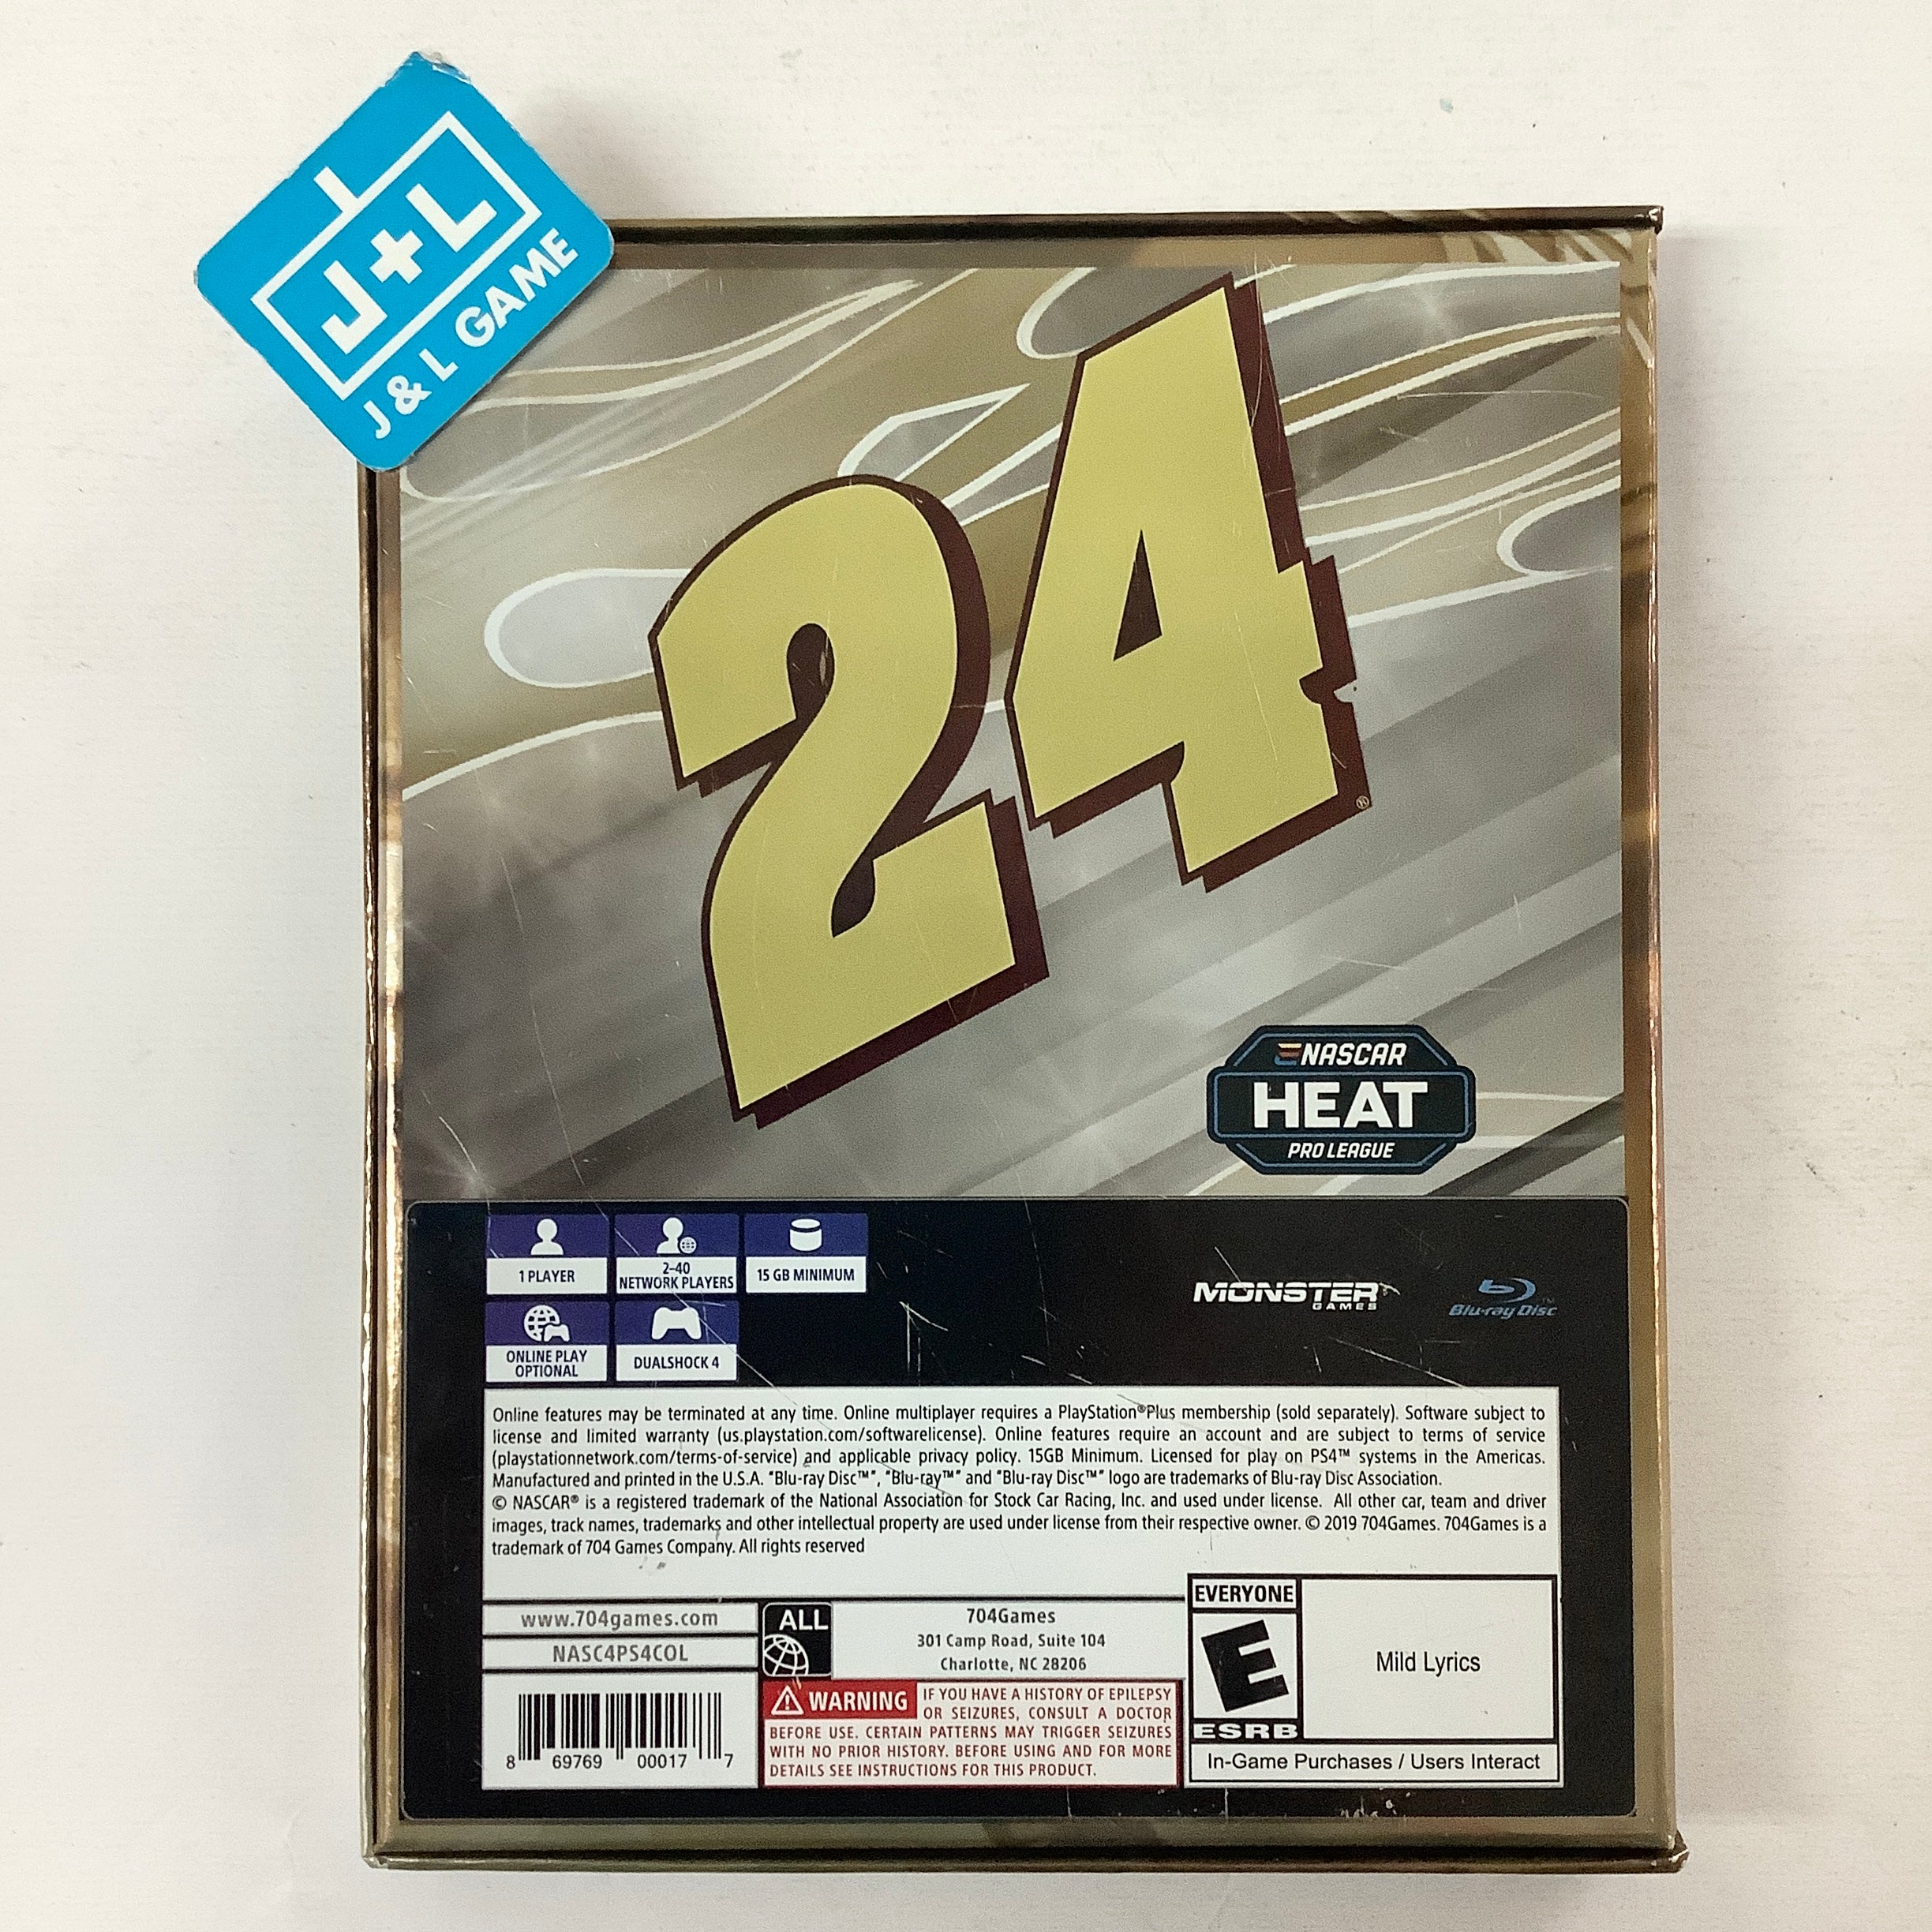 J+L
J & L GAME
24
®
NASCAR
HEAT
PRO LEAGUE
1 PLAYER
2-40
NETWORK PLAYERS
15 GB MINIMUM
ONLINE PLAY
OPTIONAL
DUALSHOCK 4
MONSTER
GAMES
Blu-ray Disc™
Online features may be terminated at any time. Online multiplayer requires a PlayStation®Plus membership (sold separately). Software subject to
license and limited warranty (us.playstation.com/softwarelicense). Online features require an account and are subject to terms of service
(playstationnetwork.com/terms-of-service) and applicable privacy policy. 15GB Minimum. Licensed for play on PS4™ systems in the Americas.
Manufactured and printed in the U.S.A. "Blu-ray Disc™", "Blu-ray™" and "Blu-ray Disc™" logo are trademarks of Blu-ray Disc Association.
© NASCAR® is a registered trademark of the National Association for Stock Car Racing, Inc. and used under license. All other car, team and driver
images, track names, trademarks and other intellectual property are used under license from their respective owner. © 2019 704Games. 704Games is a
trademark of 704 Games Company. All rights reserved
www.704games.com
NASC4PS4COL
8 69769 00017 7
ALL
704Games
301 Camp Road, Suite 104
Charlotte, NC 28206
WARNING IF YOU HAVE A HISTORY OF EPILEPSY
OR SEIZURES, CONSULT A DOCTOR
BEFORE USE. CERTAIN PATTERNS MAY TRIGGER SEIZURES
WITH NO PRIOR HISTORY. BEFORE USING AND FOR MORE
DETAILS SEE INSTRUCTIONS FOR THIS PRODUCT.
EVERYONE
E
ESRB
Mild Lyrics
In-Game Purchases / Users Interact